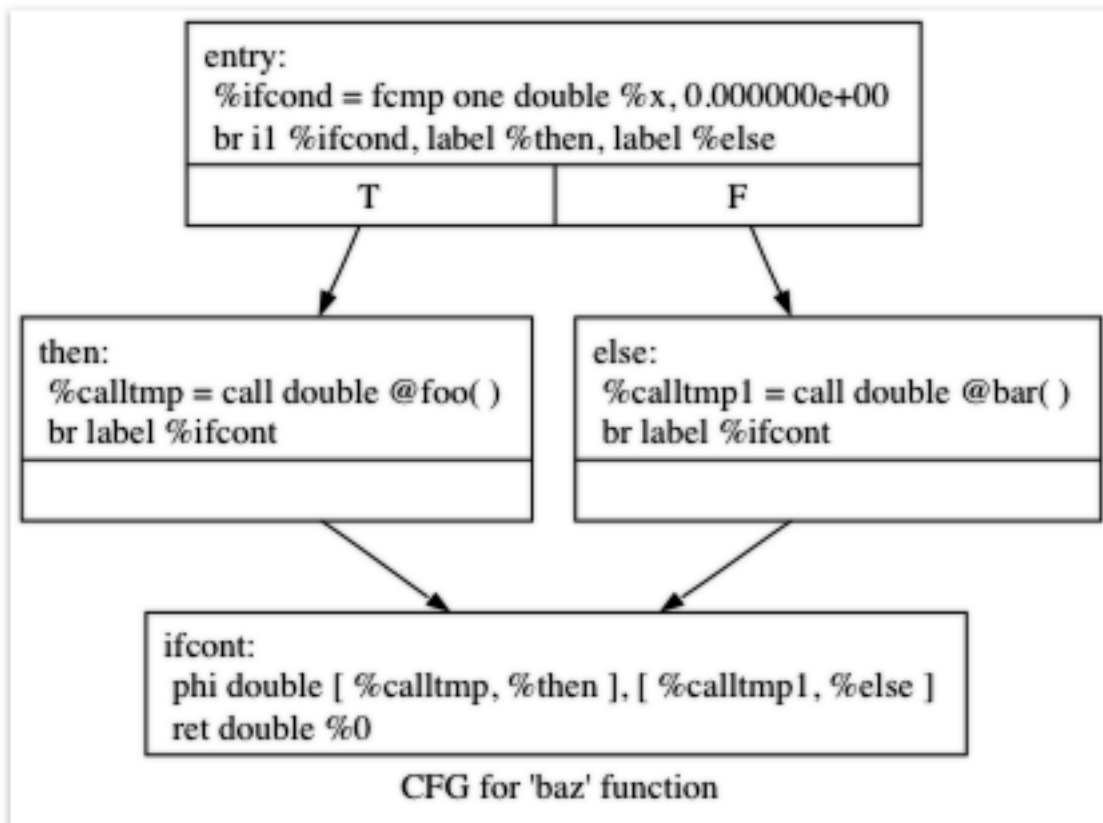 entry:
%ifcond = fcmp one double %x, 0.000000e+00
br i1 %ifcond, label %then, label %else
T
F
then:
%calltmp = call double @foo( )
br label %ifcont
else:
%calltmp1 = call double @bar( )
br label %ifcont
ifcont:
phi double [ %calltmp, %then ], [ %calltmp1, %else ]
ret double %0
CFG for 'baz' function